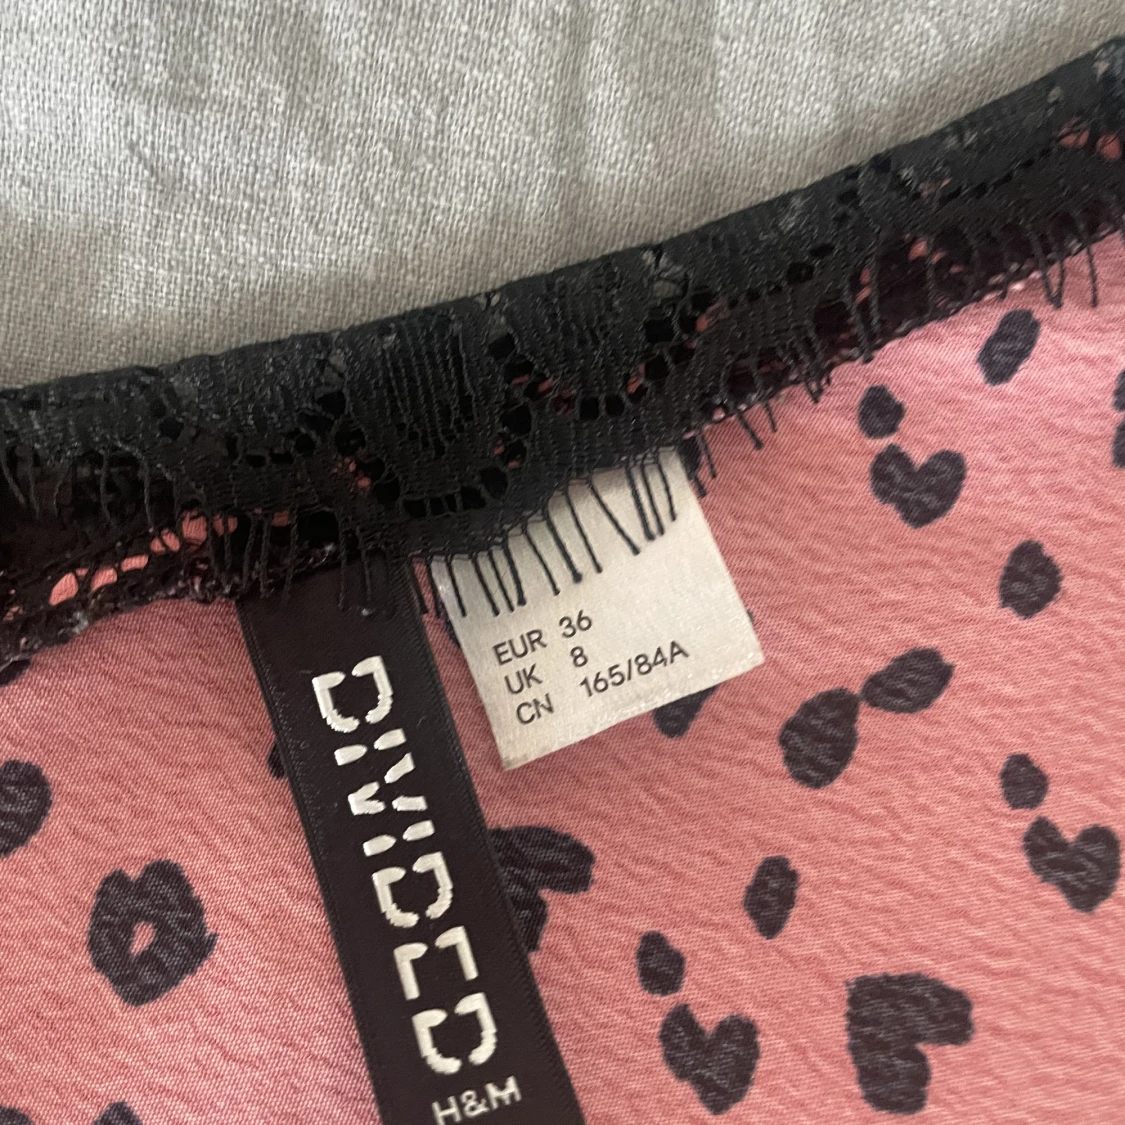 EUR 36
UK 8
CN 165/84A
DIVIDED
H&M